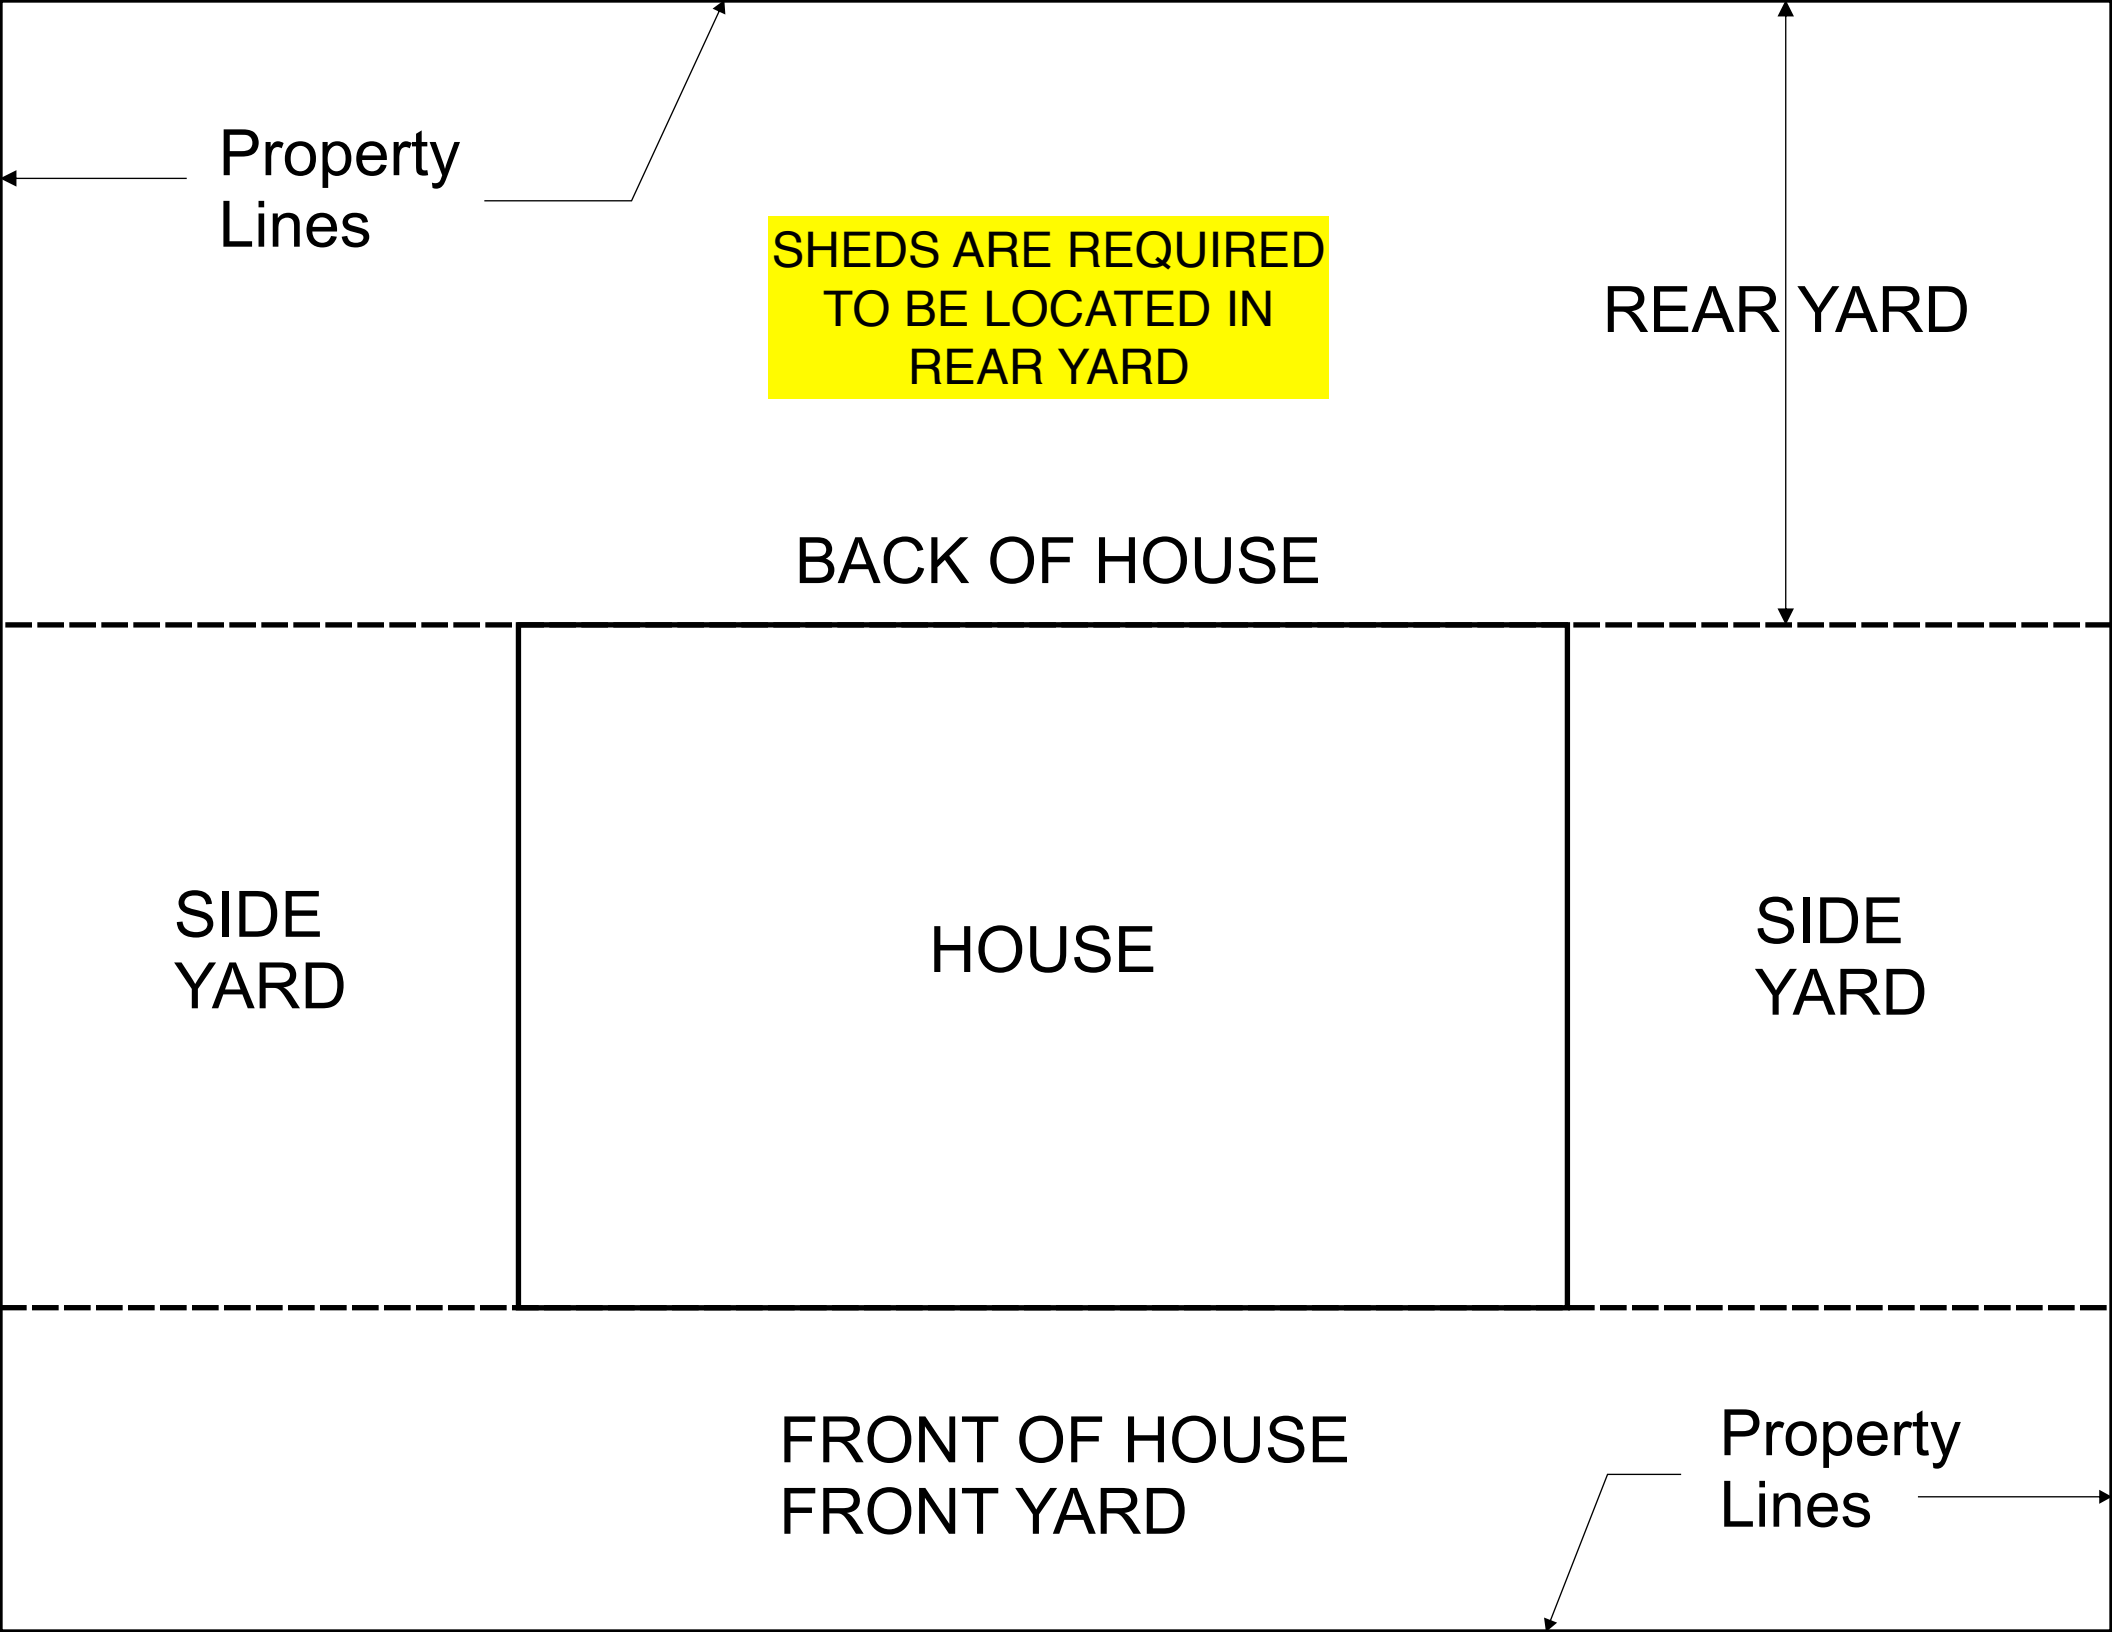 Property
Lines
SHEDS ARE REQUIRED
TO BE LOCATED IN
REAR YARD
REAR YARD
BACK OF HOUSE
SIDE
YARD
HOUSE
SIDE
YARD
FRONT OF HOUSE
FRONT YARD
Property
Lines